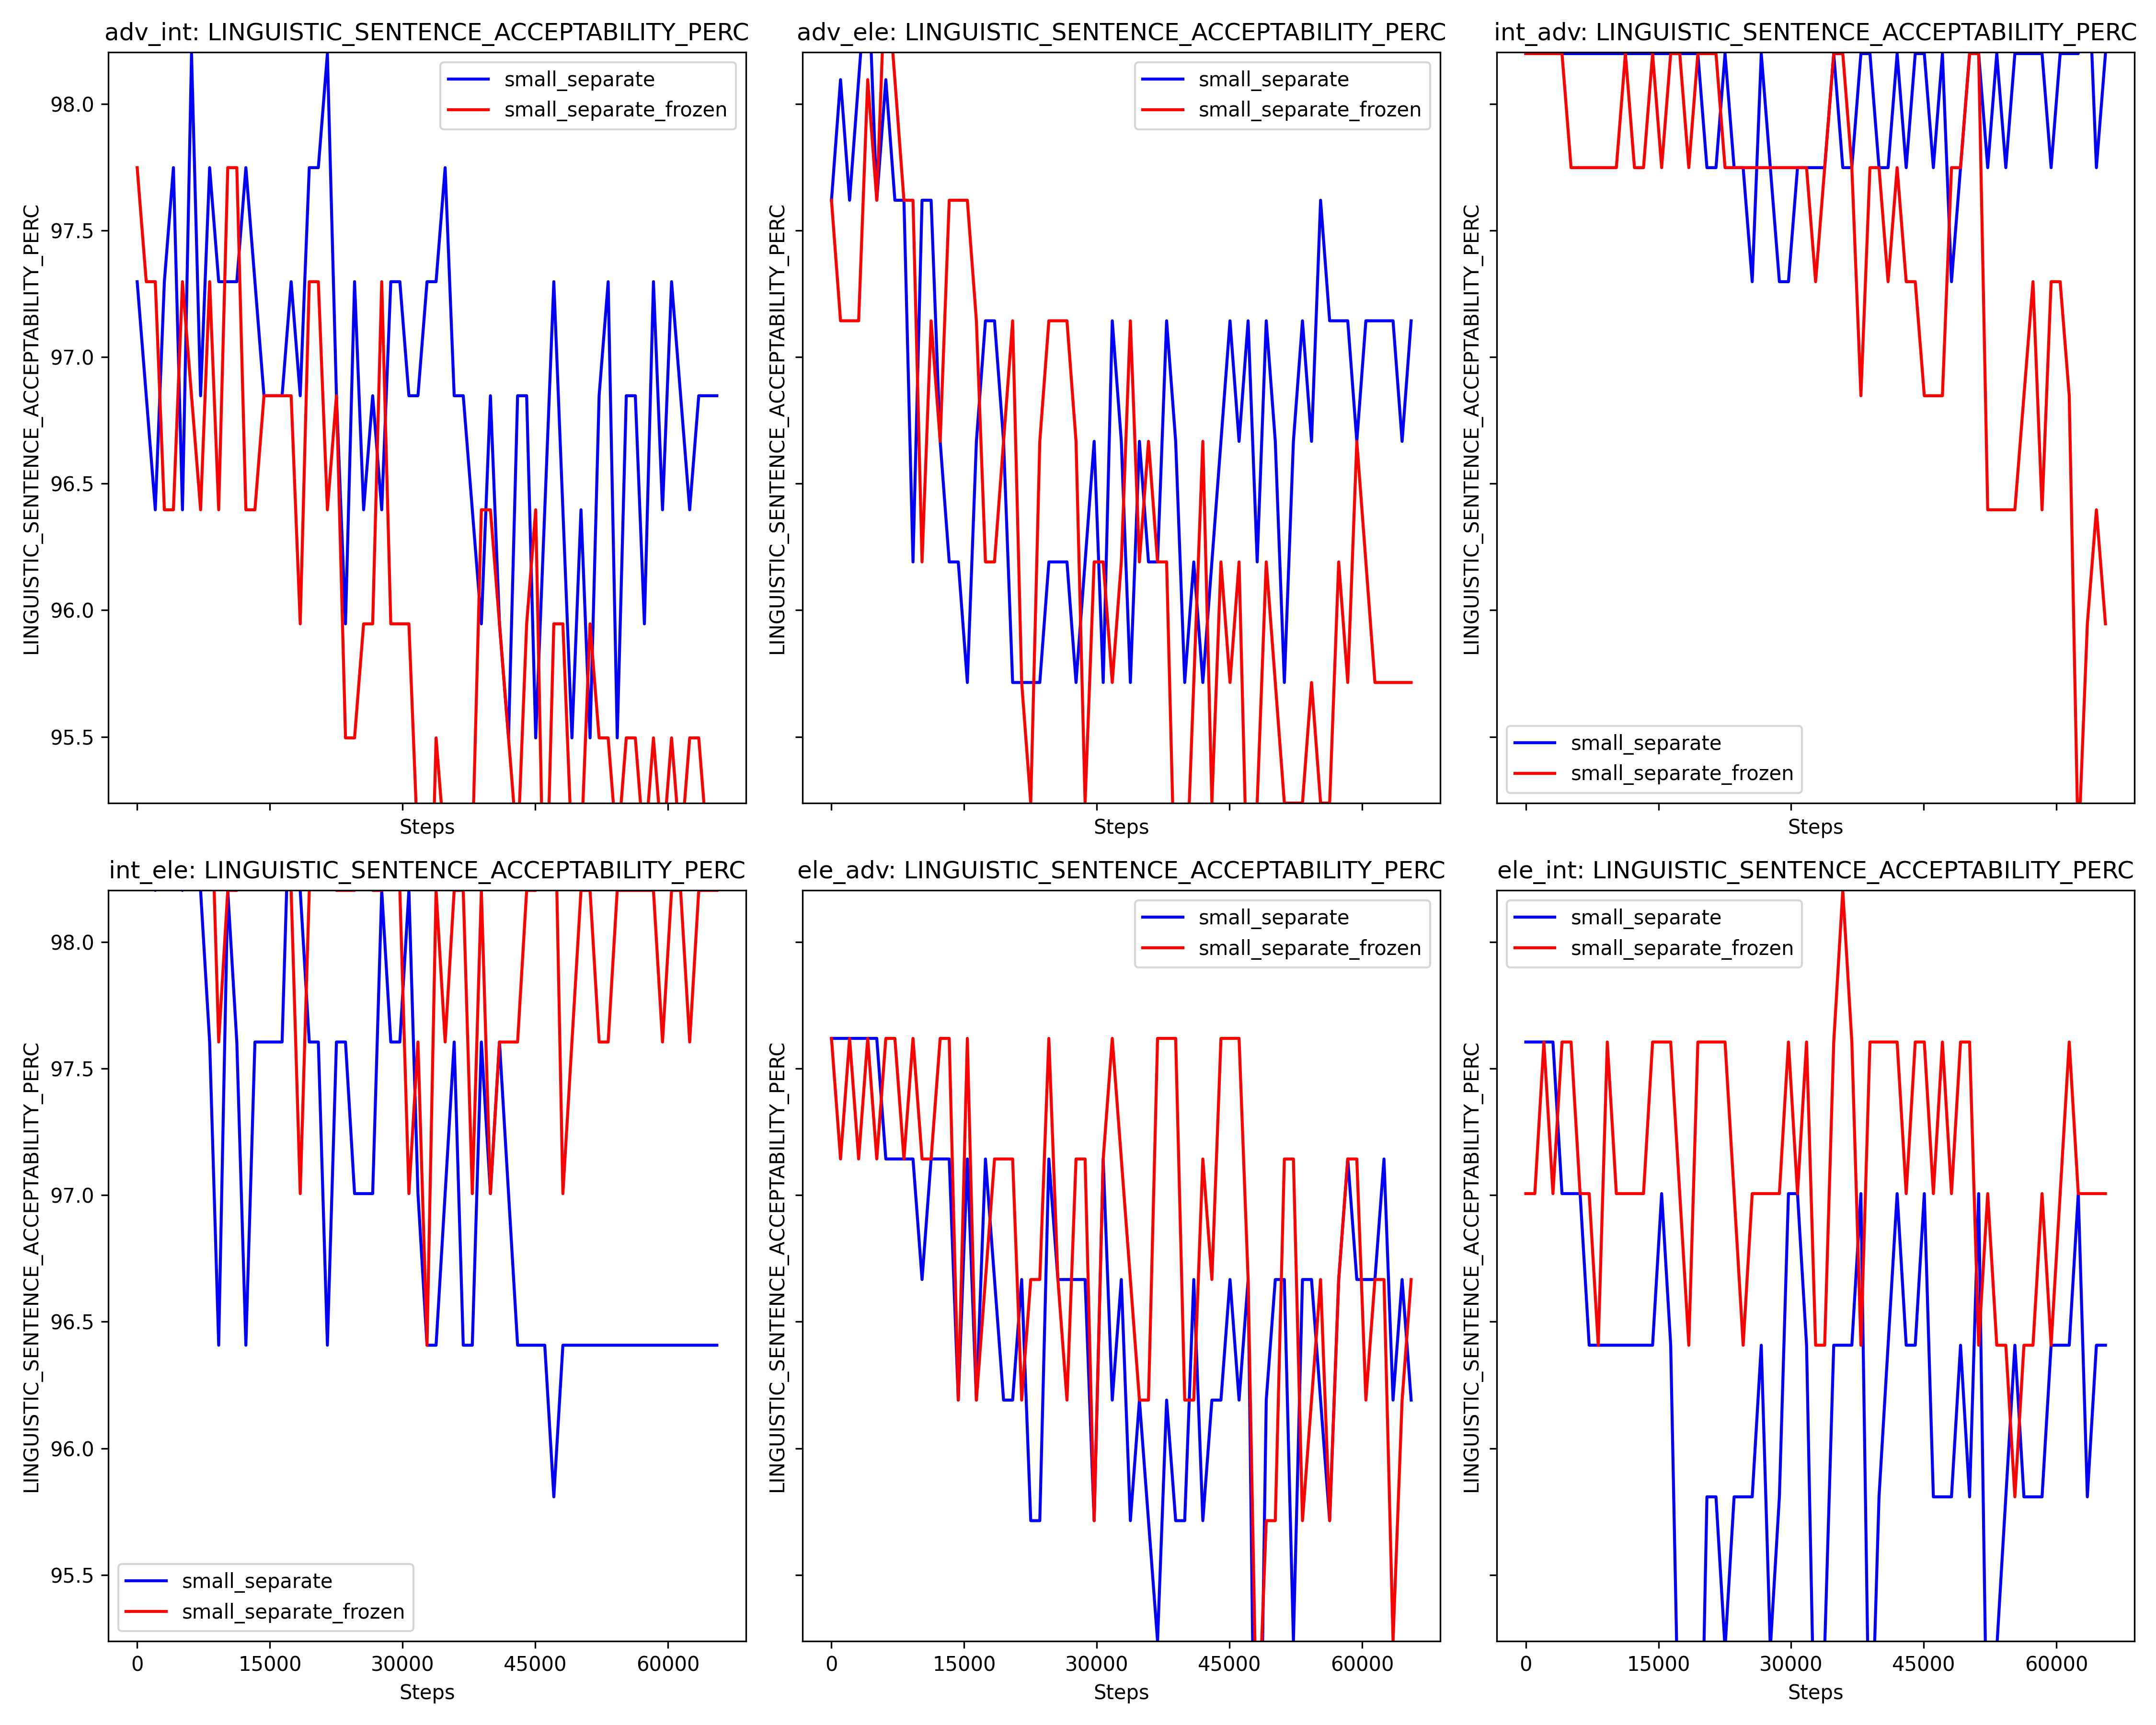 adv_int: LINGUISTIC_SENTENCE_ACCEPTABILITY_PERC
LINGUISTIC_SENTENCE_ACCEPTABILITY_PERC
98.0
97.5
97.0
96.5
96.0
95.5
small_separate
small_separate_frozen
Steps
adv_ele: LINGUISTIC_SENTENCE_ACCEPTABILITY_PERC
LINGUISTIC_SENTENCE_ACCEPTABILITY_PERC
small_separate
small_separate_frozen
Steps
int_adv: LINGUISTIC_SENTENCE_ACCEPTABILITY_PERC
LINGUISTIC_SENTENCE_ACCEPTABILITY_PERC
small_separate
small_separate_frozen
Steps
int_ele: LINGUISTIC_SENTENCE_ACCEPTABILITY_PERC
LINGUISTIC_SENTENCE_ACCEPTABILITY_PERC
98.0
97.5
97.0
96.5
96.0
95.5
small_separate
small_separate_frozen
0 15000 30000 45000 60000
Steps
ele_adv: LINGUISTIC_SENTENCE_ACCEPTABILITY_PERC
LINGUISTIC_SENTENCE_ACCEPTABILITY_PERC
small_separate
small_separate_frozen
0 15000 30000 45000 60000
Steps
ele_int: LINGUISTIC_SENTENCE_ACCEPTABILITY_PERC
LINGUISTIC_SENTENCE_ACCEPTABILITY_PERC
small_separate
small_separate_frozen
0 15000 30000 45000 60000
Steps